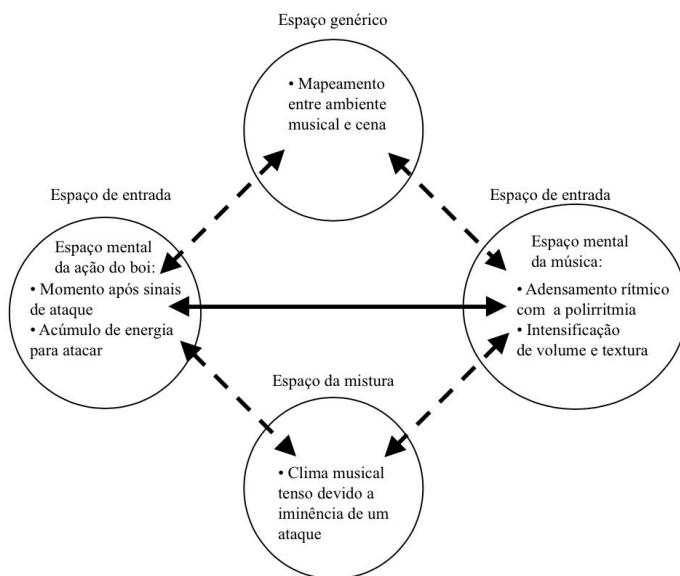 Espaço genérico
• Mapeamento
entre ambiente
musical e cena
Espaço de entrada
Espaço mental
da ação do boi:
• Momento após sinais
de ataque
• Acúmulo de energia
para atacar
Espaço de entrada
Espaço mental
da música:
• Adensamento rítmico
com a polirritmia
• Intensificação
de volume e textura
Espaço da mistura
• Clima musical
tenso devido a
iminência de um
ataque